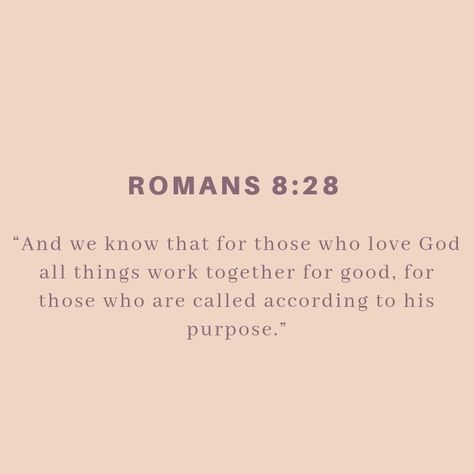 ROMANS 8:28
“And we know that for those who love God
all things work together for good, for
those who are called according to his
purpose.”